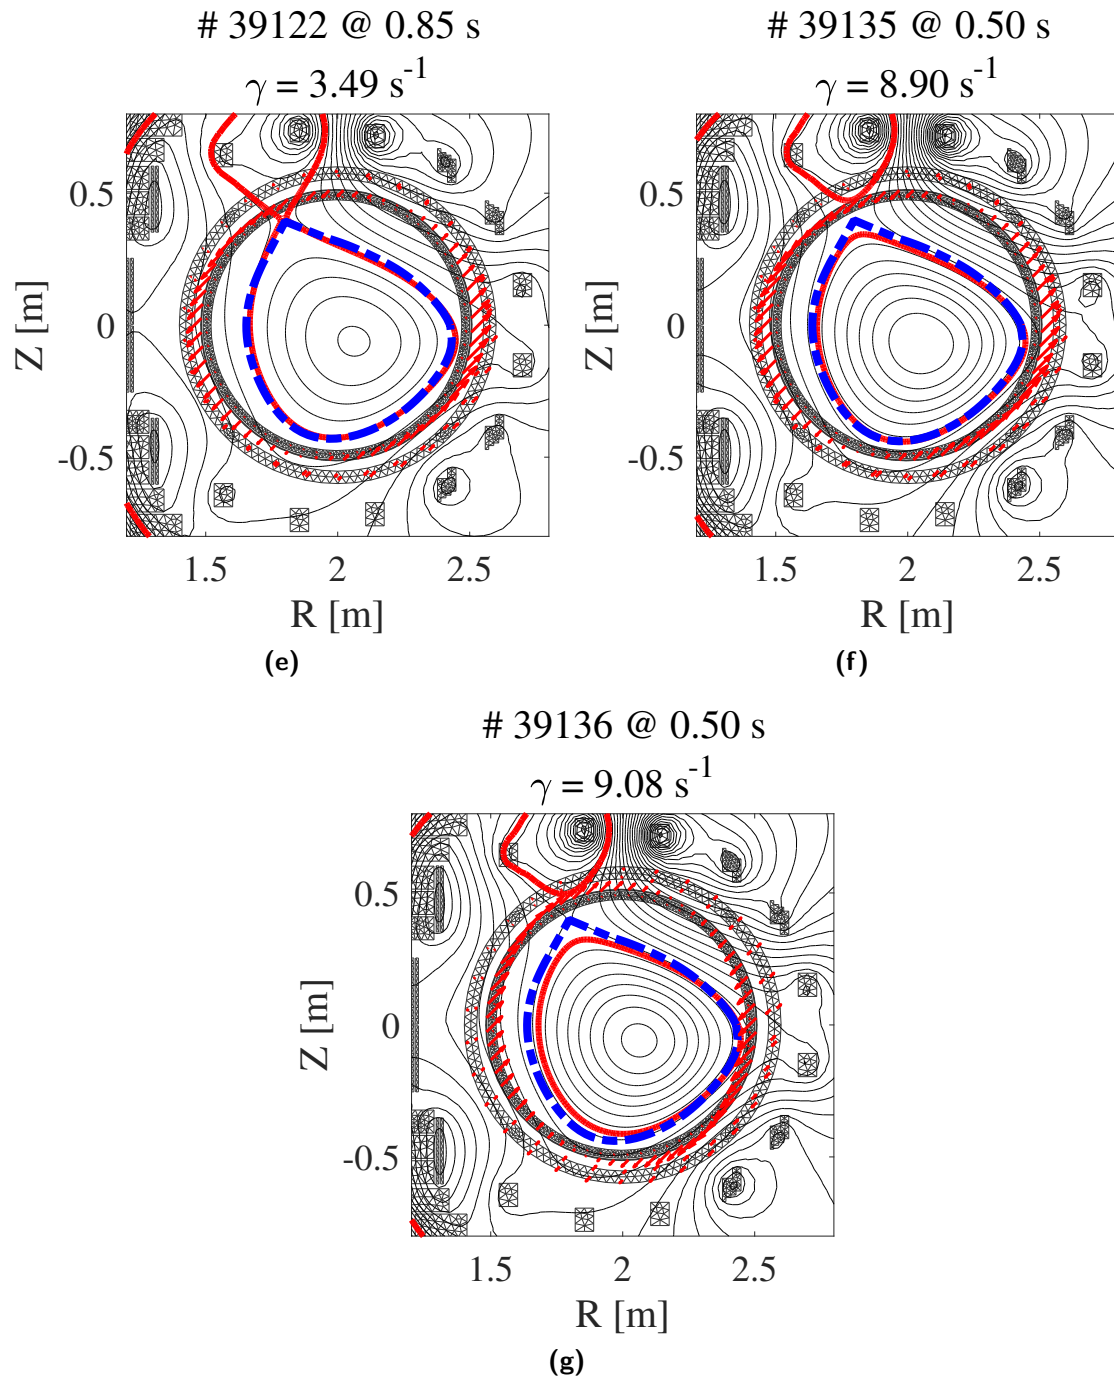 # 39122 @ 0.85 s
γ = 3.49 s⁻¹
0.5
0
-0.5
Z [m]
1.5 2 2.5
R [m]
(e)
# 39135 @ 0.50 s
γ = 8.90 s⁻¹
0.5
0
-0.5
Z [m]
1.5 2 2.5
R [m]
(f)
# 39136 @ 0.50 s
γ = 9.08 s⁻¹
0.5
0
-0.5
Z [m]
1.5 2 2.5
R [m]
(g)